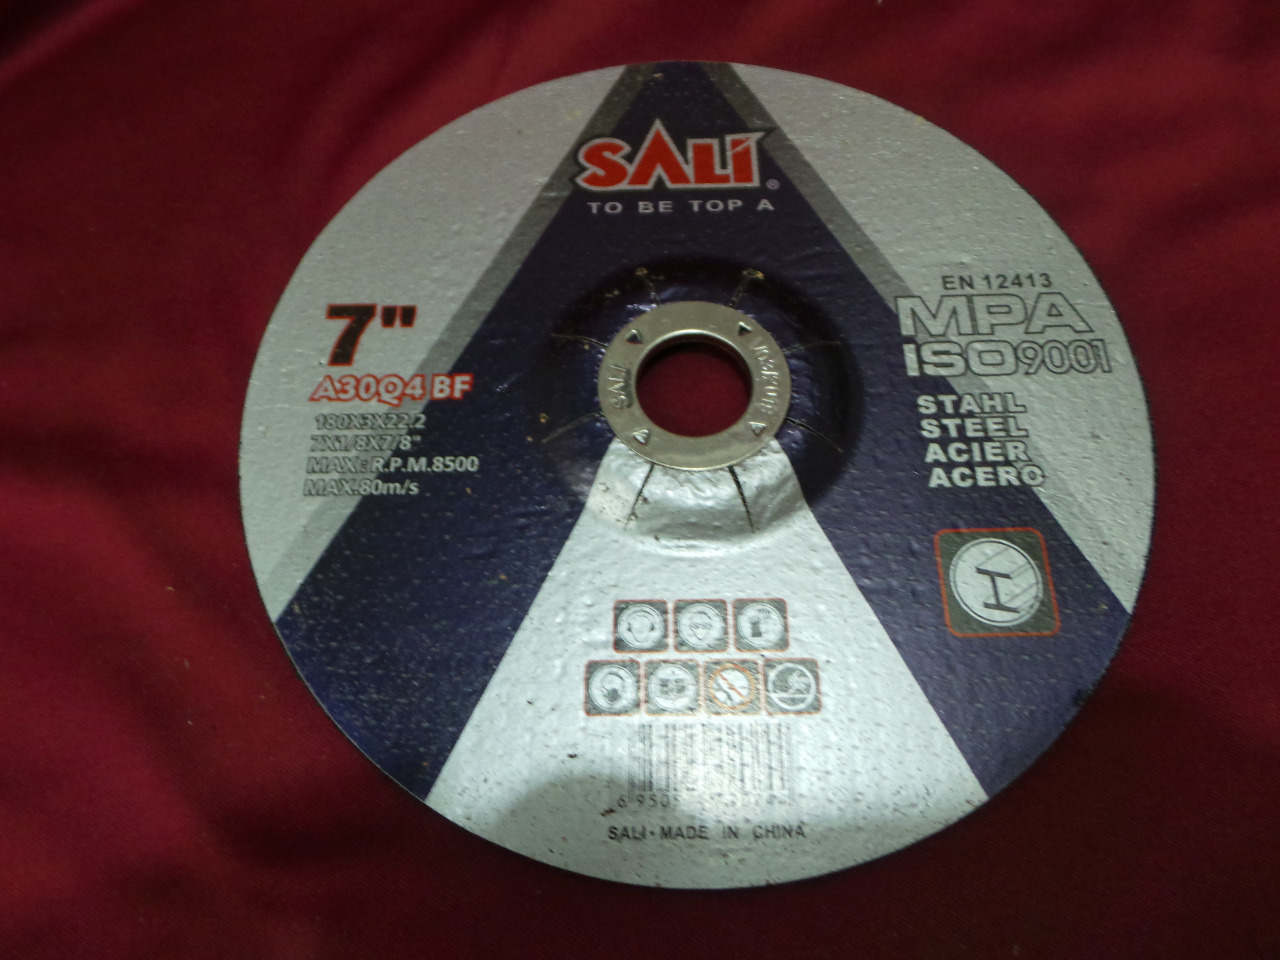 SALI®
TO BE TOP A
7"
A30Q4 BF
180X3X22.2
7X1/8X7/8"
MAX: R.P.M.8500
MAX.80m/s
EN 12413
MPA
ISO9001
STAHL
STEEL
ACIER
ACERO
SALI
SALI·MADE IN CHINA